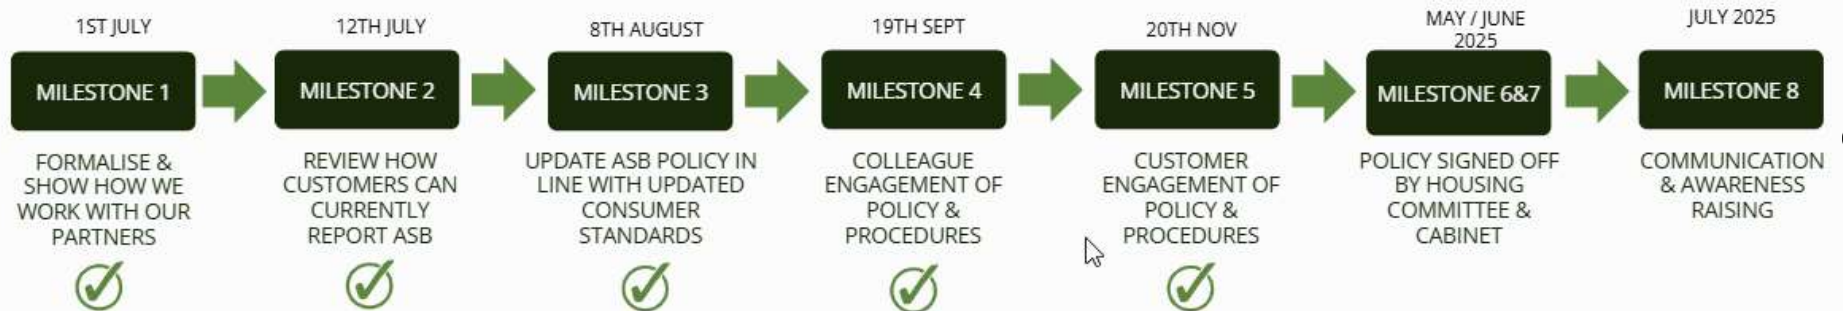 1ST JULY
MILESTONE 1
FORMALISE &
SHOW HOW WE
WORK WITH OUR
PARTNERS
12TH JULY
MILESTONE 2
REVIEW HOW
CUSTOMERS CAN
CURRENTLY
REPORT ASB
8TH AUGUST
MILESTONE 3
UPDATE ASB POLICY IN
LINE WITH UPDATED
CONSUMER
STANDARDS
19TH SEPT
MILESTONE 4
COLLEAGUE
ENGAGEMENT OF
POLICY &
PROCEDURES
20TH NOV
MILESTONE 5
CUSTOMER
ENGAGEMENT OF
POLICY &
PROCEDURES
MAY / JUNE
2025
MILESTONE 6&7
POLICY SIGNED OFF
BY HOUSING
COMMITTEE &
CABINET
JULY 2025
MILESTONE 8
COMMUNICATION
& AWARENESS
RAISING